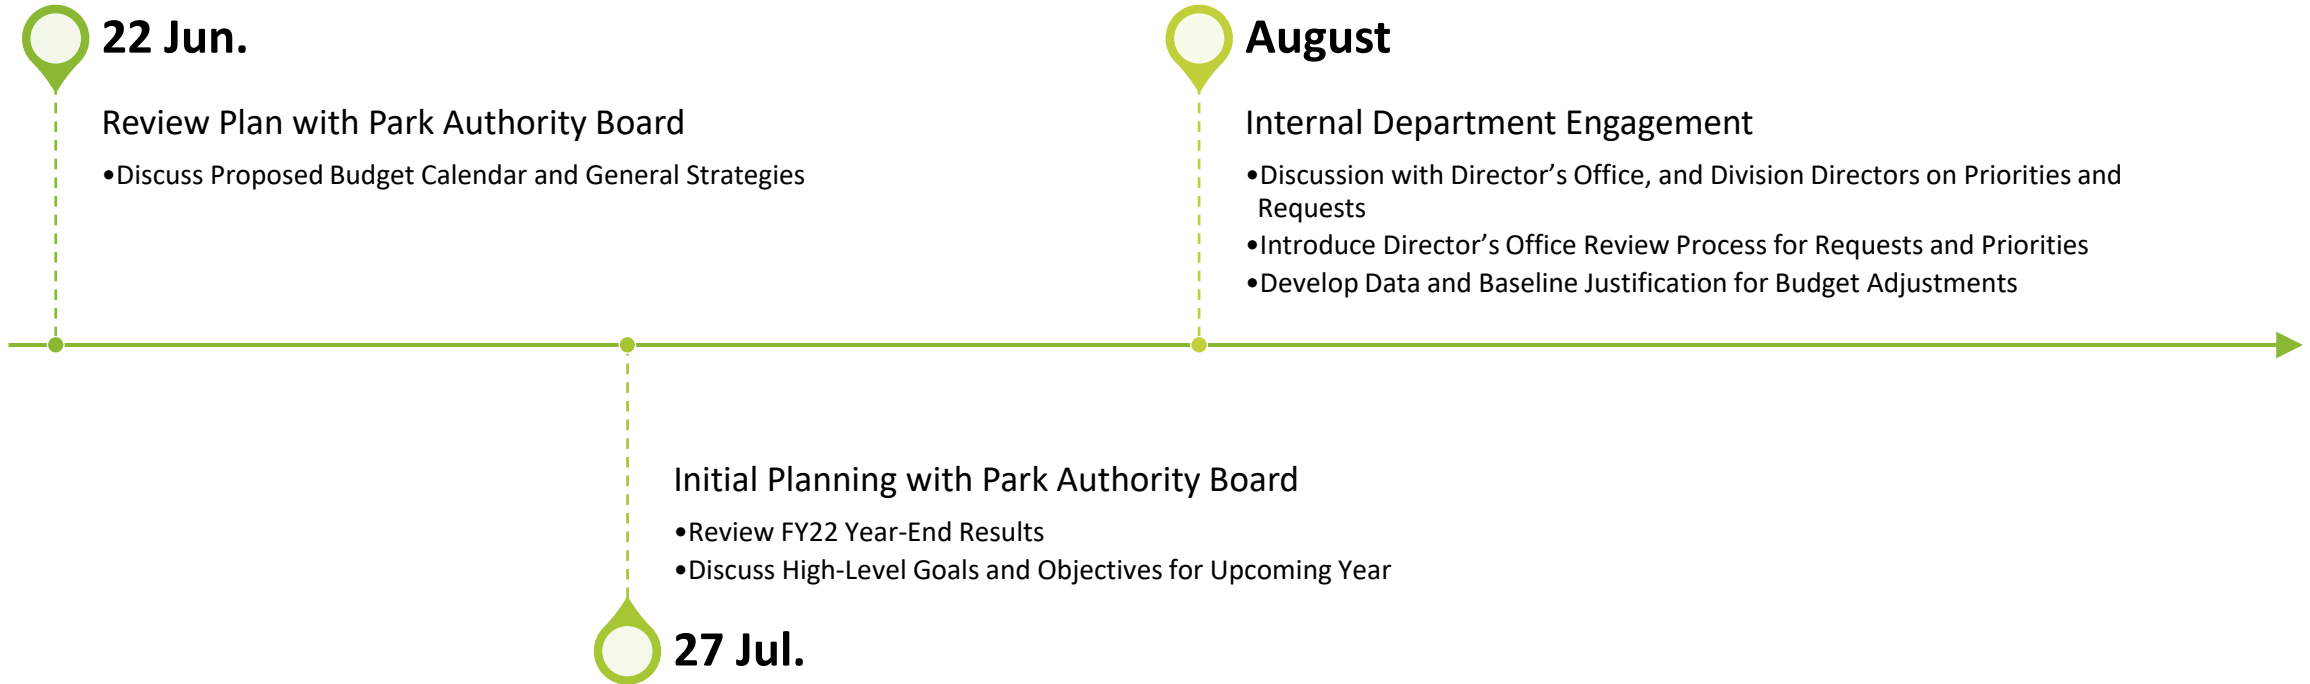 22 Jun.
Review Plan with Park Authority Board
•Discuss Proposed Budget Calendar and General Strategies
August
Internal Department Engagement
•Discussion with Director’s Office, and Division Directors on Priorities and
Requests
•Introduce Director’s Office Review Process for Requests and Priorities
•Develop Data and Baseline Justification for Budget Adjustments
Initial Planning with Park Authority Board
•Review FY22 Year-End Results
•Discuss High-Level Goals and Objectives for Upcoming Year
27 Jul.